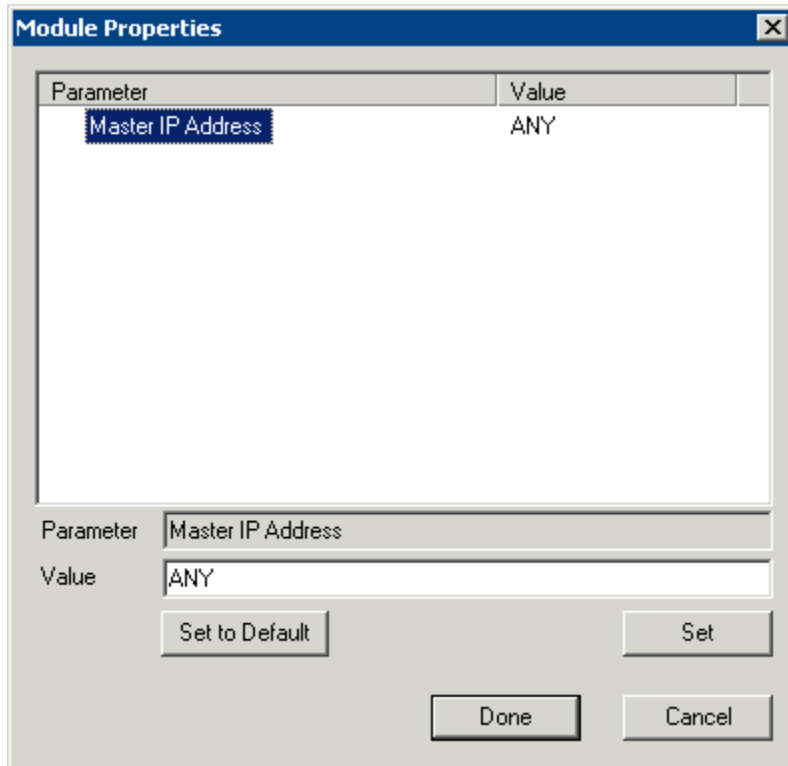 Module Properties
Parameter Value
Master IP Address ANY
Parameter Master IP Address
Value ANY
Set to Default Set
Done Cancel